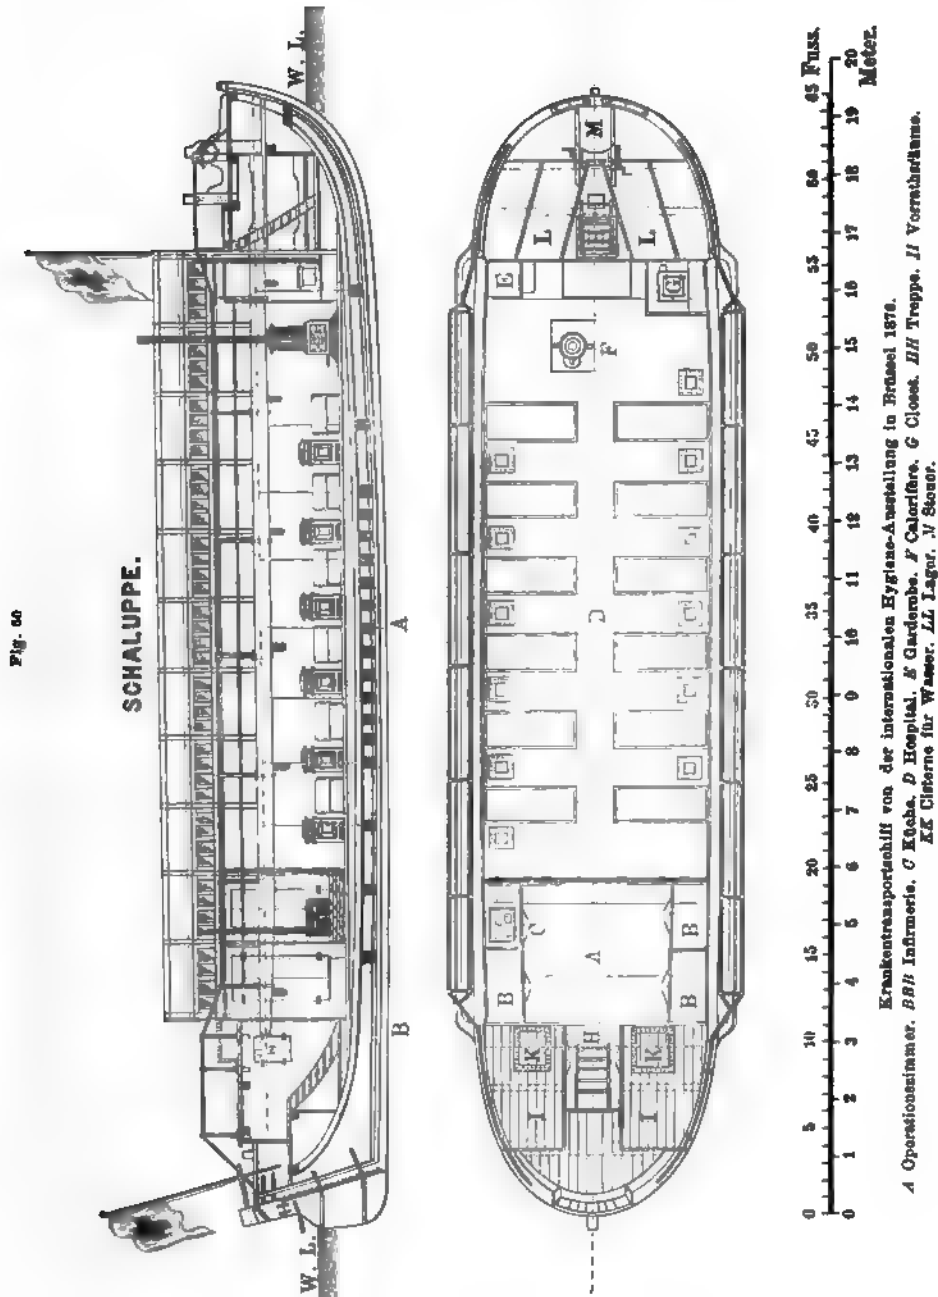 Fig. 60
SCHALUPPE.
W. L.
W. L.
A
B
B B B
C
A
D
E
F
G
H
I I
K K
L L
M
0 5 10 15 20 25 30 35 40 45 50 55 60 65 Fuss.
0 1 2 3 4 5 6 7 8 9 10 11 12 13 14 15 16 17 18 19 20
Meter.
Krankentransportschiff von der internationalen Hygiene-Ausstellung in Brüssel 1876.
A Operationszimmer. BBB Infirmerie. C Küche. D Hospital. E Garderobe. F Calorifère. G Closet. HH Treppe. II Vorrathsräume.
KK Cisterne für Wasser. LL Lager. M Steuer.